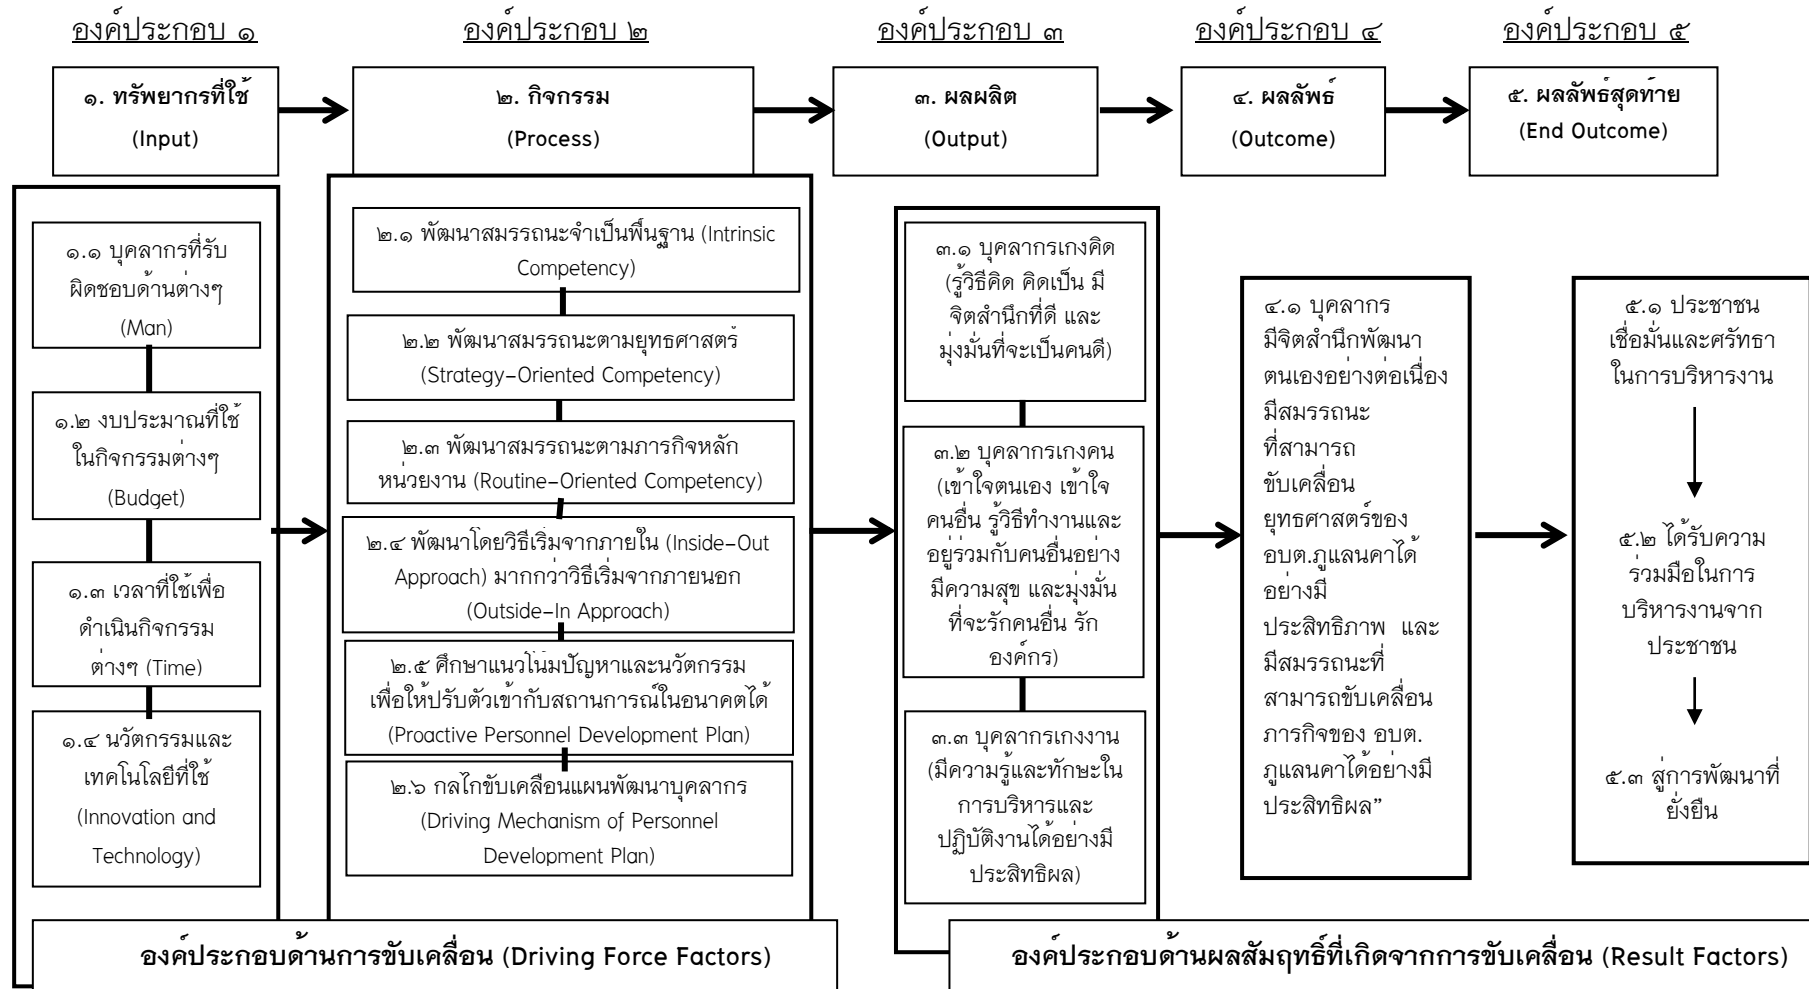 องค์ประกอบ ๑
องค์ประกอบ ๒
องค์ประกอบ ๓
องค์ประกอบ ๔
องค์ประกอบ ๕
๑. ทรัพยากรที่ใช้
(Input)
๒. กิจกรรม
(Process)
๓. ผลผลิต
(Output)
๔. ผลลัพธ์
(Outcome)
๕. ผลลัพธ์สุดท้าย
(End Outcome)
๑.๑ บุคลากรที่รับ
ผิดชอบด้านต่างๆ
(Man)
๑.๒ งบประมาณที่ใช้
ในกิจกรรมต่างๆ
(Budget)
๑.๓ เวลาที่ใช้เพื่อ
ดำเนินกิจกรรม
ต่างๆ (Time)
๑.๔ นวัตกรรมและ
เทคโนโลยีที่ใช้
(Innovation and
Technology)
๒.๑ พัฒนาสมรรถนะจำเป็นพื้นฐาน (Intrinsic
Competency)
๒.๒ พัฒนาสมรรถนะตามยุทธศาสตร์
(Strategy-Oriented Competency)
๒.๓ พัฒนาสมรรถนะตามภารกิจหลัก
หน่วยงาน (Routine-Oriented Competency)
๒.๔ พัฒนาโดยวิธีเริ่มจากภายใน (Inside-Out
Approach) มากกว่าวิธีเริ่มจากภายนอก
(Outside-In Approach)
๒.๕ ศึกษาแนวโน้มปัญหาและนวัตกรรม
เพื่อให้ปรับตัวเข้ากับสถานการณ์ในอนาคตได้
(Proactive Personnel Development Plan)
๒.๖ กลไกขับเคลื่อนแผนพัฒนาบุคลากร
(Driving Mechanism of Personnel
Development Plan)
๓.๑ บุคลากรเกงคิด
(รู้วิธีคิด คิดเป็น มี
จิตสำนึกที่ดี และ
มุ่งมั่นที่จะเป็นคนดี)
๓.๒ บุคลากรเกงคน
(เข้าใจตนเอง เข้าใจ
คนอื่น รู้วิธีทำงานและ
อยู่ร่วมกับคนอื่นอย่าง
มีความสุข และมุ่งมั่น
ที่จะรักคนอื่น รัก
องค์กร)
๓.๓ บุคลากรเกงงาน
(มีความรู้และทักษะใน
การบริหารและ
ปฏิบัติงานได้อย่างมี
ประสิทธิผล)
๔.๑ บุคลากร
มีจิตสำนึกพัฒนา
ตนเองอย่างต่อเนื่อง
มีสมรรถนะ
ที่สามารถ
ขับเคลื่อน
ยุทธศาสตร์ของ
อบต.ภูแลนคาได้
อย่างมี
ประสิทธิภาพ และ
มีสมรรถนะที่
สามารถขับเคลื่อน
ภารกิจของ อบต.
ภูแลนคาได้อย่างมี
ประสิทธิผล”
๕.๑ ประชาชน
เชื่อมั่นและศรัทธา
ในการบริหารงาน
๕.๒ ได้รับความ
ร่วมมือในการ
บริหารงานจาก
ประชาชน
๕.๓ สู่การพัฒนาที่
ยั่งยืน
องค์ประกอบด้านการขับเคลื่อน (Driving Force Factors)
องค์ประกอบด้านผลสัมฤทธิ์ที่เกิดจากการขับเคลื่อน (Result Factors)